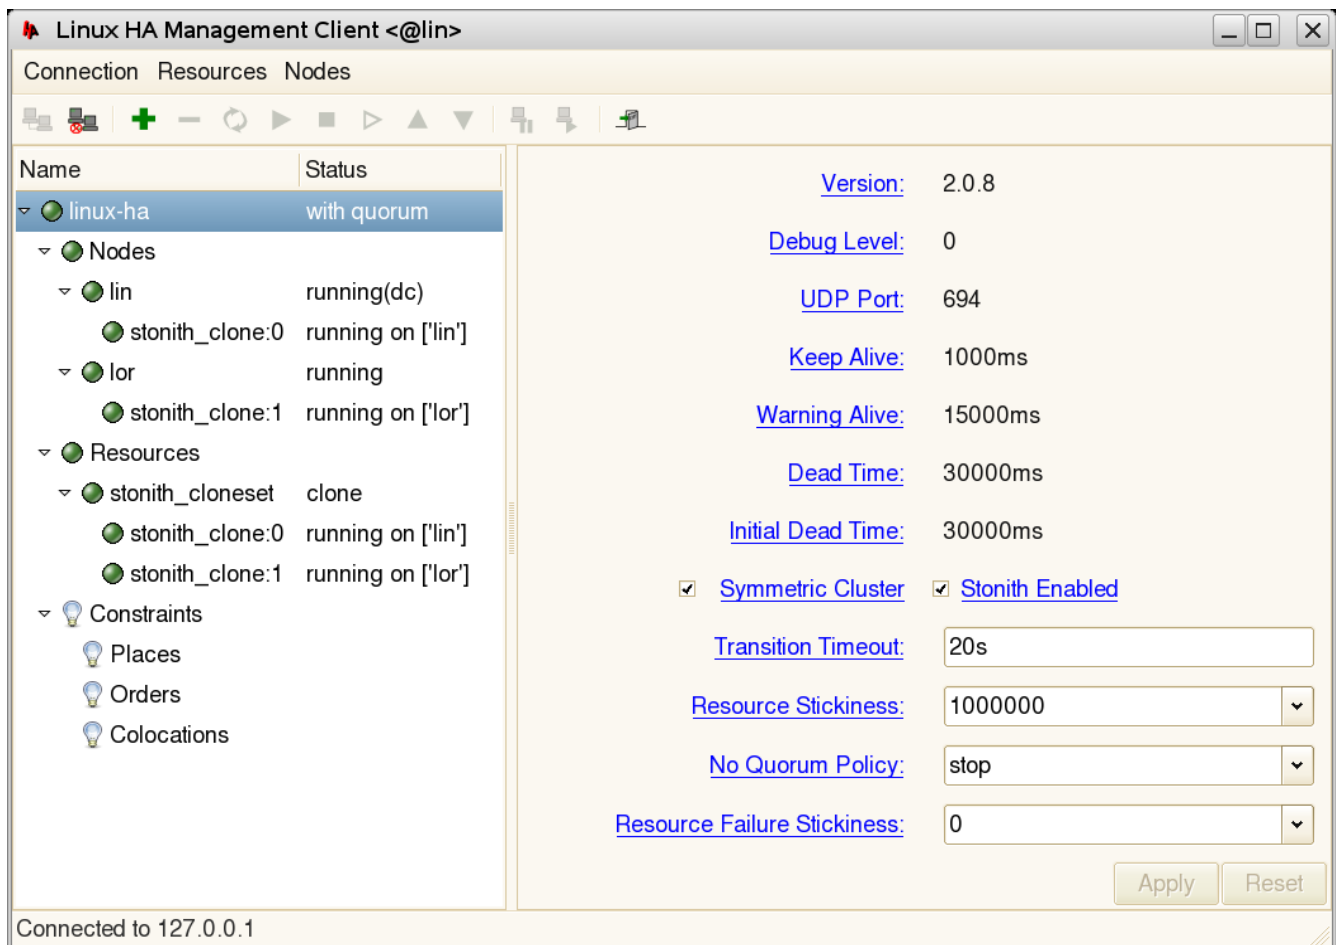 Linux HA Management Client <@lin>
Connection Resources Nodes
Name Status
linux-ha with quorum
Nodes
lin running(dc)
stonith_clone:0 running on ['lin']
lor running
stonith_clone:1 running on ['lor']
Resources
stonith_cloneset clone
stonith_clone:0 running on ['lin']
stonith_clone:1 running on ['lor']
Constraints
Places
Orders
Colocations
Version: 2.0.8
Debug Level: 0
UDP Port: 694
Keep Alive: 1000ms
Warning Alive: 15000ms
Dead Time: 30000ms
Initial Dead Time: 30000ms
Symmetric Cluster Stonith Enabled
Transition Timeout: 20s
Resource Stickiness: 1000000
No Quorum Policy: stop
Resource Failure Stickiness: 0
Apply Reset
Connected to 127.0.0.1